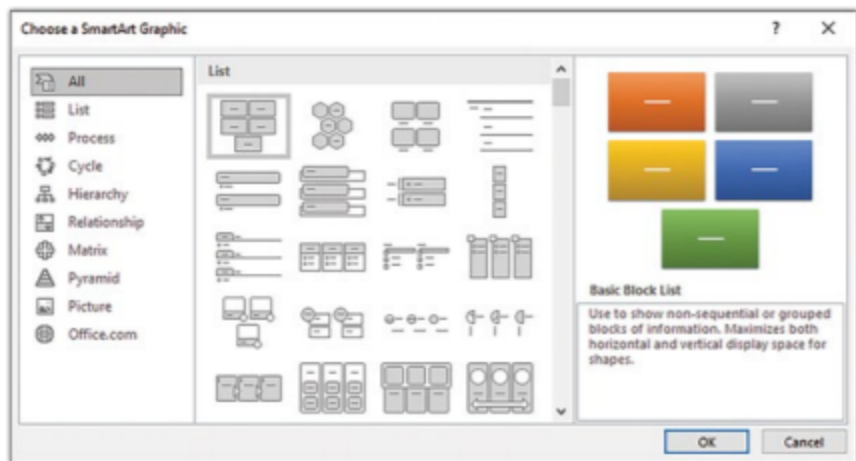 Choose a SmartArt Graphic
?
All
List
Process
Cycle
Hierarchy
Relationship
Matrix
Pyramid
Picture
Office.com
List
Basic Block List
Use to show non-sequential or grouped
blocks of information. Maximizes both
horizontal and vertical display space for
shapes.
OK
Cancel